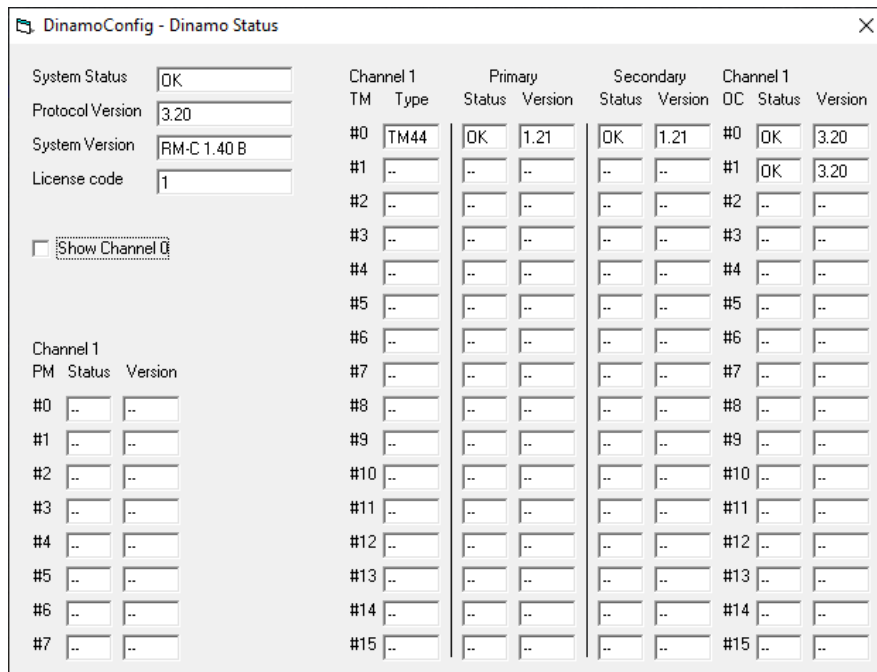 DinamoConfig - Dinamo Status
System Status OK
Protocol Version 3.20
System Version RM-C 1.40 B
License code 1
Show Channel 0
Channel 1
PM Status Version
#0 -- --
#1 -- --
#2 -- --
#3 -- --
#4 -- --
#5 -- --
#6 -- --
#7 -- --
Channel 1 Primary Secondary Channel 1
TM Type Status Version Status Version OC Status Version
#0 TM44 OK 1.21 OK 1.21 #0 OK 3.20
#1 -- -- -- -- -- #1 OK 3.20
#2 -- -- -- -- -- #2 -- --
#3 -- -- -- -- -- #3 -- --
#4 -- -- -- -- -- #4 -- --
#5 -- -- -- -- -- #5 -- --
#6 -- -- -- -- -- #6 -- --
#7 -- -- -- -- -- #7 -- --
#8 -- -- -- -- -- #8 -- --
#9 -- -- -- -- -- #9 -- --
#10 -- -- -- -- -- #10 -- --
#11 -- -- -- -- -- #11 -- --
#12 -- -- -- -- -- #12 -- --
#13 -- -- -- -- -- #13 -- --
#14 -- -- -- -- -- #14 -- --
#15 -- -- -- -- -- #15 -- --